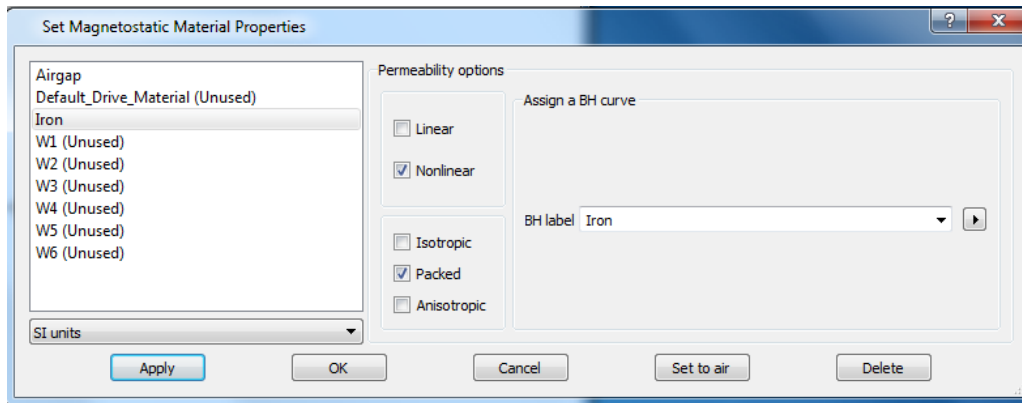 Set Magnetostatic Material Properties
?
X
Airgap
Default_Drive_Material (Unused)
Iron
W1 (Unused)
W2 (Unused)
W3 (Unused)
W4 (Unused)
W5 (Unused)
W6 (Unused)
SI units
Permeability options
Linear
Nonlinear
Isotropic
Packed
Anisotropic
Assign a BH curve
BH label Iron
Apply
OK
Cancel
Set to air
Delete